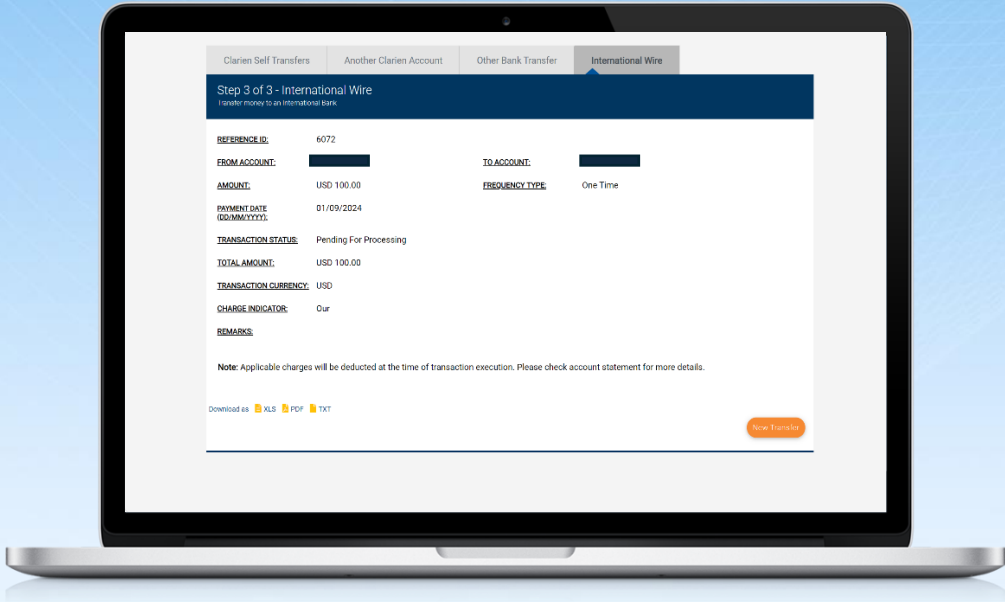 Clarien Self Transfers Another Clarien Account Other Bank Transfer International Wire
Step 3 of 3 - International Wire
Transfer money to an International Bank
REFERENCE ID: 6072
FROM ACCOUNT: TO ACCOUNT:
AMOUNT: USD 100.00 FREQUENCY TYPE: One Time
PAYMENT DATE 01/09/2024
(DD/MM/YYYY):
TRANSACTION STATUS: Pending For Processing
TOTAL AMOUNT: USD 100.00
TRANSACTION CURRENCY: USD
CHARGE INDICATOR: Our
REMARKS:
Note: Applicable charges will be deducted at the time of transaction execution. Please check account statement for more details.
Download as XLS PDF TXT
New Transfer